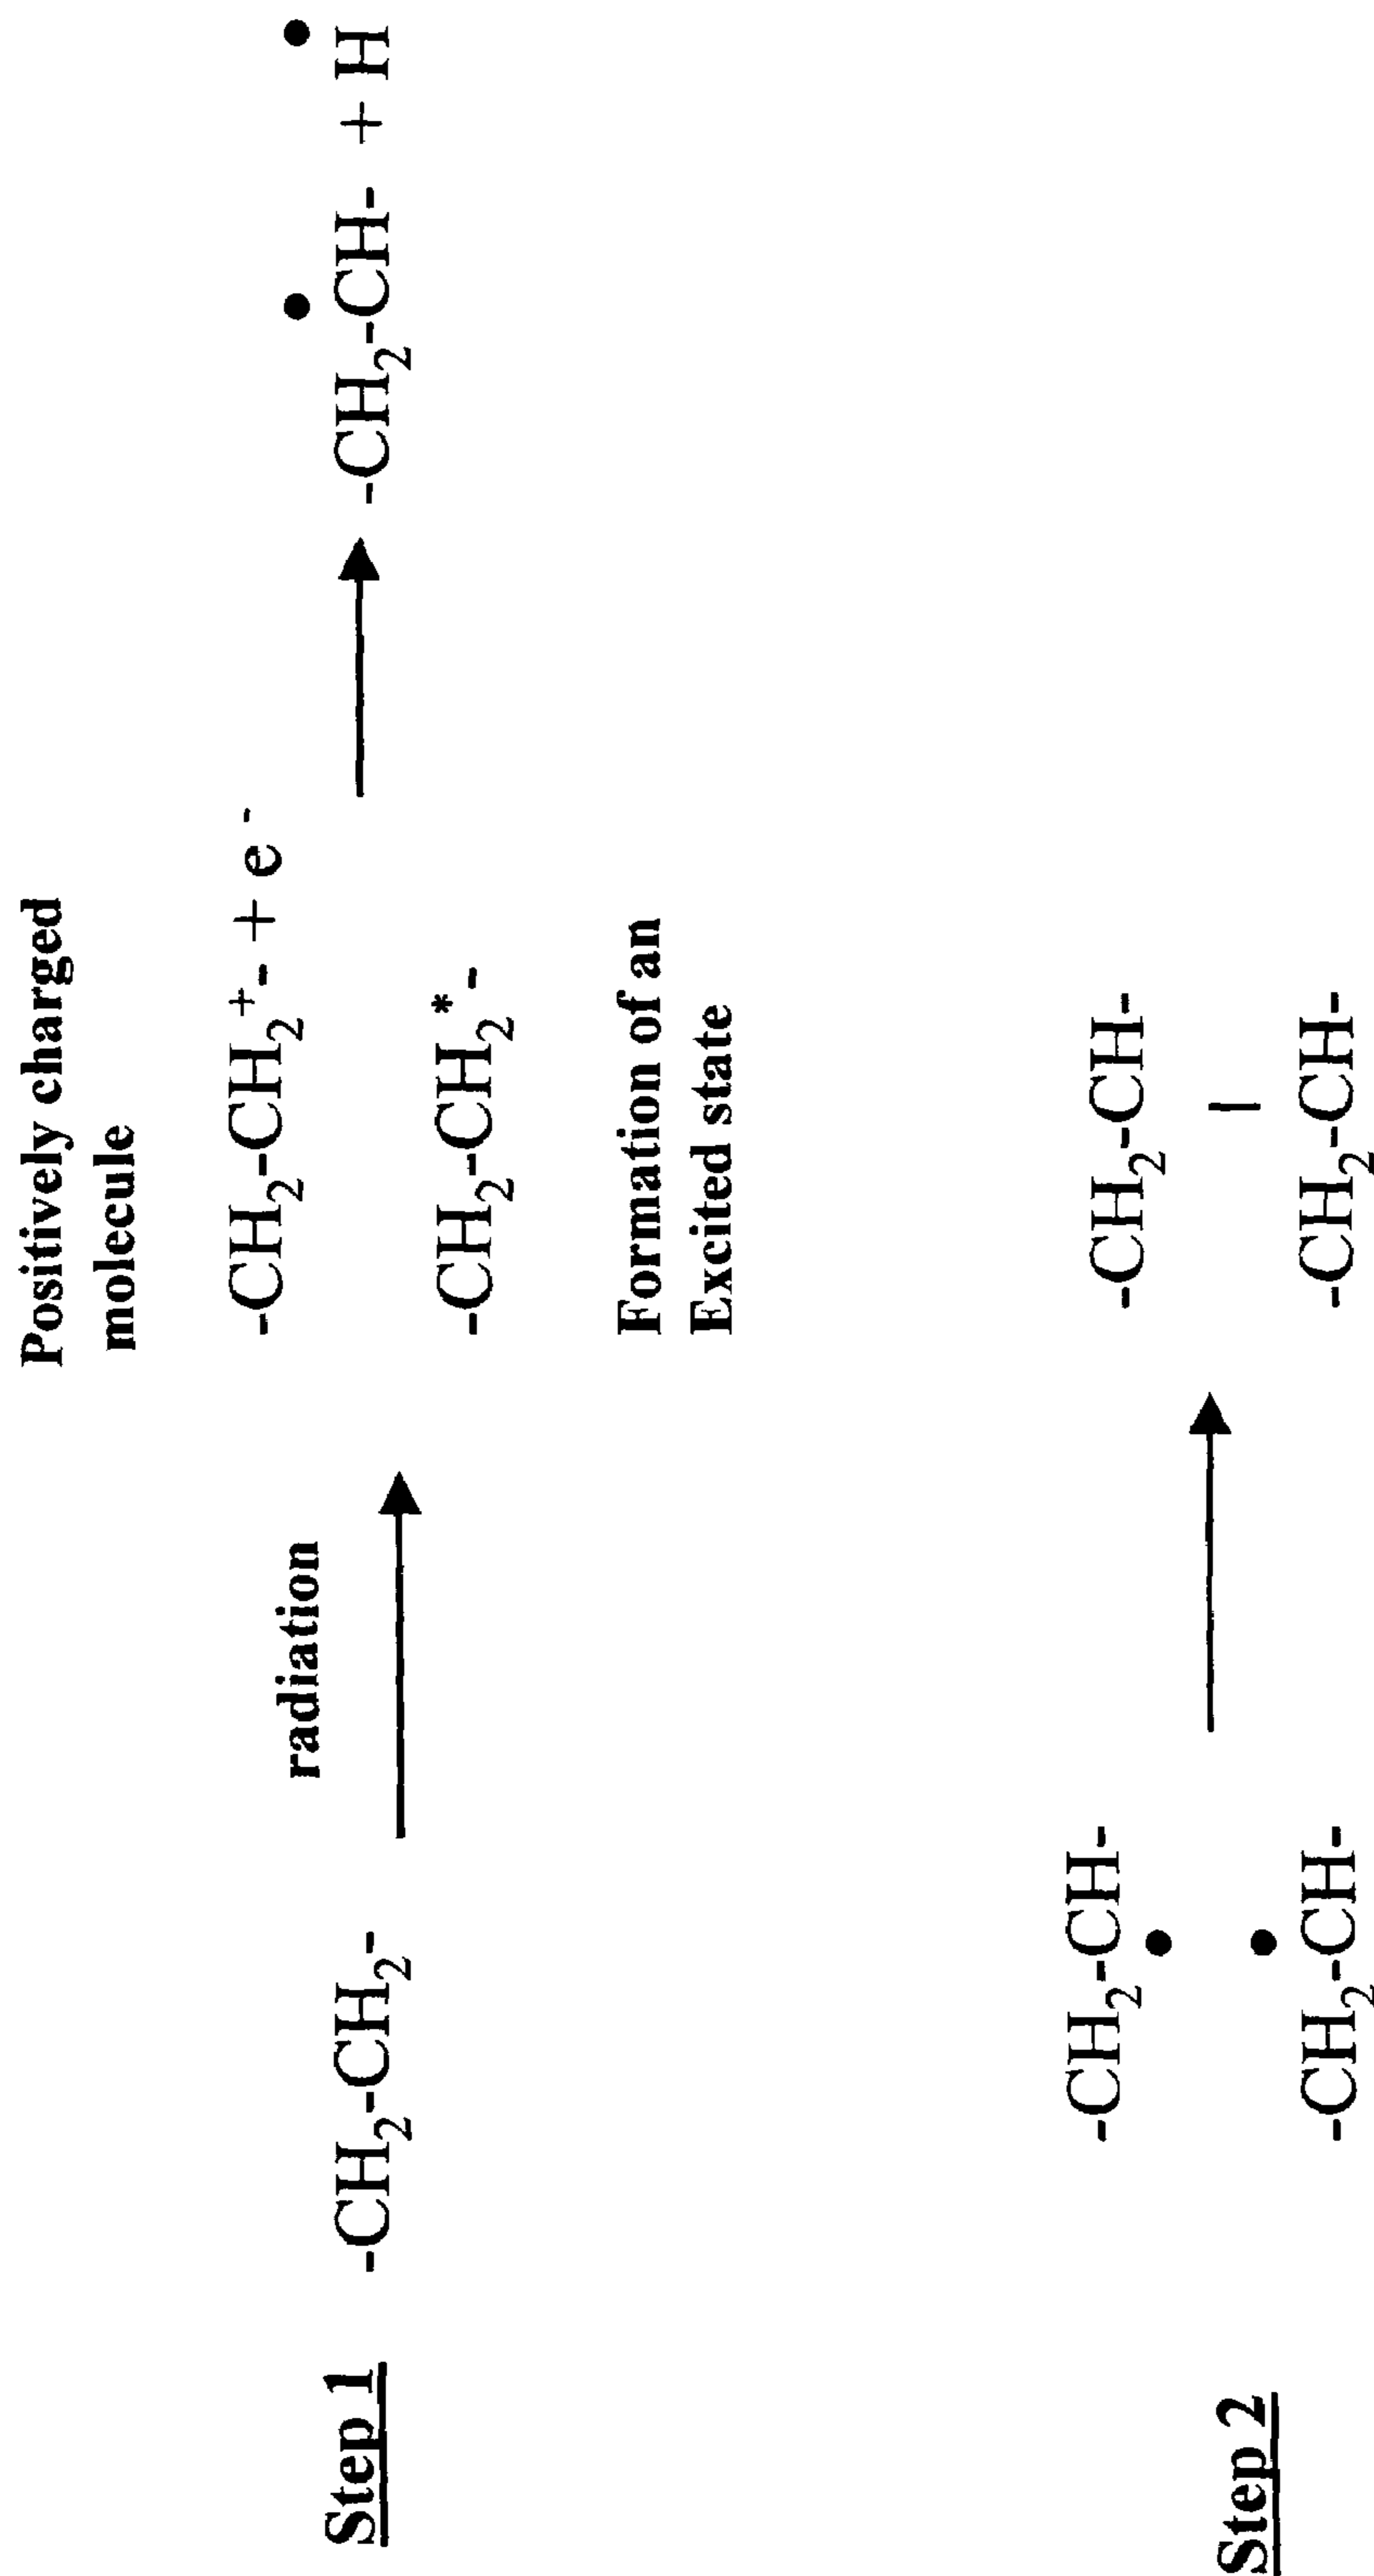 Positively charged
molecule
Step 1
-CH₂-CH₂-
radiation
-CH₂-CH₂⁺- + e⁻
-CH₂-CH₂*-
-CH₂-ĊH- + H•
Formation of an
Excited state
Step 2
-CH₂-CH-
•
•
-CH₂-CH-
-CH₂-CH-
|
-CH₂-CH-